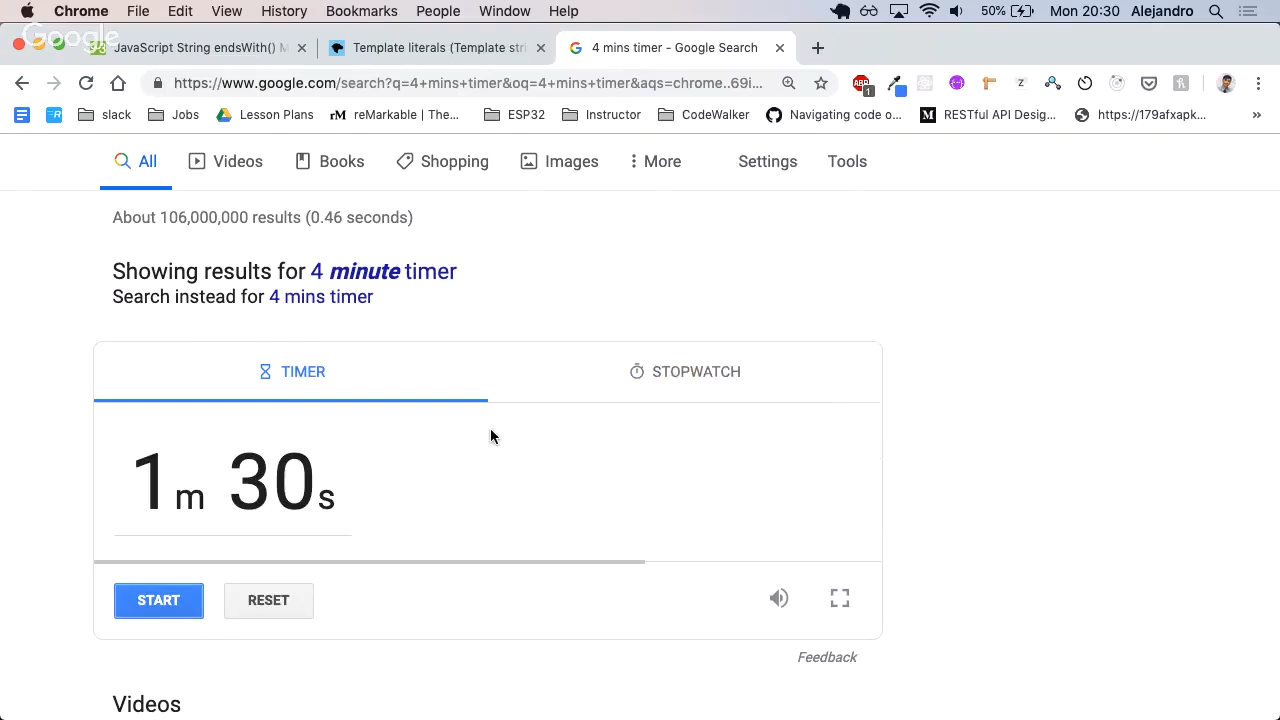 Chrome File Edit View History Bookmarks People Window Help 50% Mon 20:30 Alejandro
Google
JavaScript String endsWith() M Template literals (Template stri 4 mins timer - Google Search
https://www.google.com/search?q=4+mins+timer&oq=4+mins+timer&aqs=chrome..69i...
ABP 1 Z
slack Jobs Lesson Plans rM reMarkable | The... ESP32 Instructor CodeWalker Navigating code o... M RESTful API Desig... https://179afxapk... »
All Videos Books Shopping Images More Settings Tools
About 106,000,000 results (0.46 seconds)
Showing results for 4 minute timer
Search instead for 4 mins timer
TIMER STOPWATCH
1m 30s
START RESET
Feedback
Videos